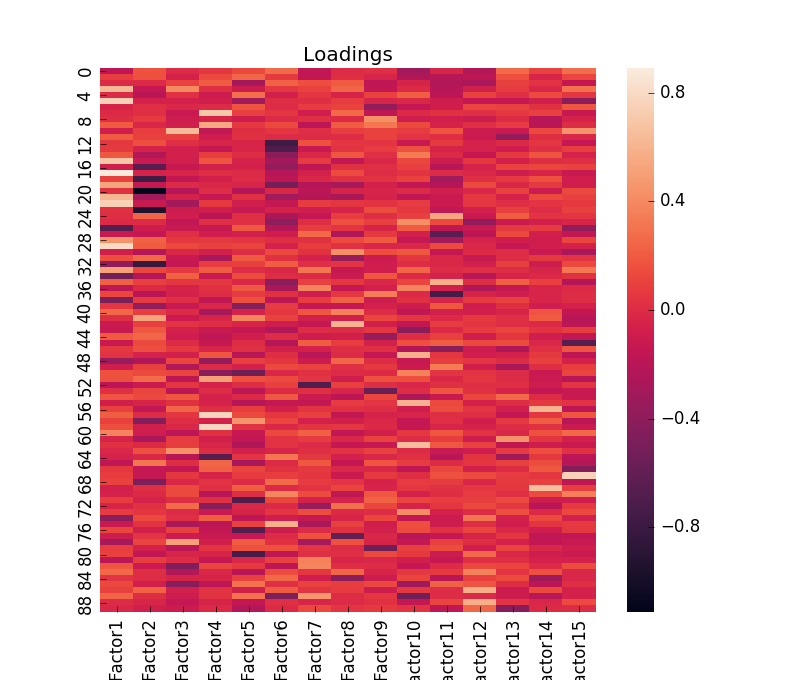 Loadings
0
4
8
12
16
20
24
28
32
36
40
44
48
52
56
60
64
68
72
76
80
84
88
0.8
0.4
0.0
−0.4
−0.8
Factor1
Factor2
Factor3
Factor4
Factor5
Factor6
Factor7
Factor8
Factor9
actor10
actor11
actor12
actor13
actor14
actor15